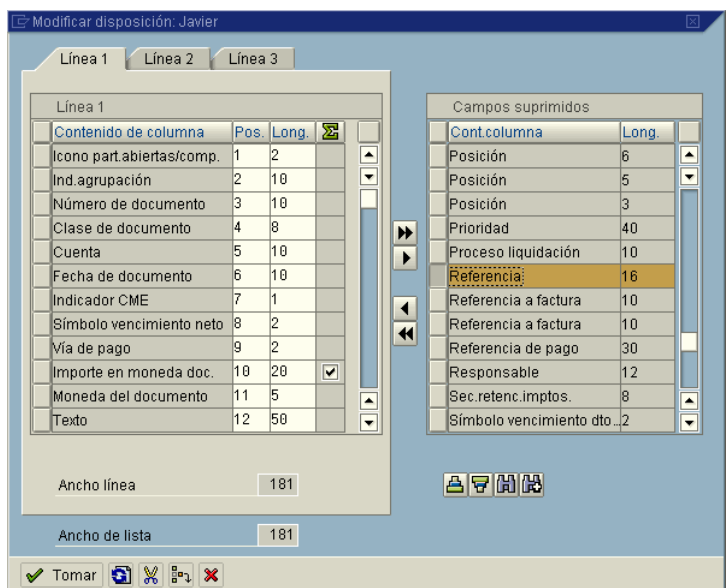 Modificar disposición: Javier
Línea 1 Línea 2 Línea 3
Línea 1
Contenido de columna Pos. Long. Σ
Icono part.abiertas/comp. 1 2
Ind.agrupación 2 10
Número de documento 3 10
Clase de documento 4 8
Cuenta 5 10
Fecha de documento 6 10
Indicador CME 7 1
Símbolo vencimiento neto 8 2
Vía de pago 9 2
Importe en moneda doc. 10 20
Moneda del documento 11 5
Texto 12 50
Ancho línea 181
Ancho de lista 181
Campos suprimidos
Cont.columna Long.
Posición 6
Posición 5
Posición 3
Prioridad 40
Proceso liquidación 10
Referencia 16
Referencia a factura 10
Referencia a factura 10
Referencia de pago 30
Responsable 12
Sec.retenc.imptos. 8
Símbolo vencimiento dto... 2
Tomar